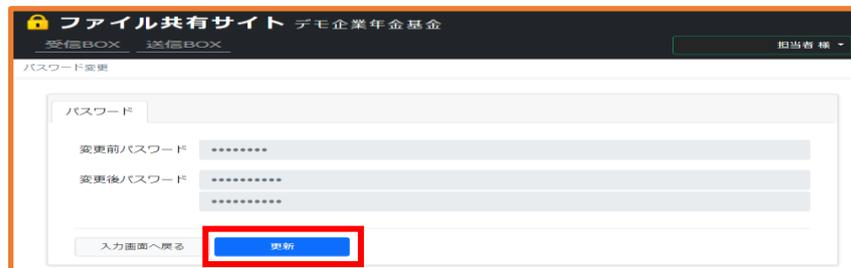 ファイル共有サイト デモ企業年金基金
受信BOX 送信BOX
担当者 様
パスワード変更
パスワード
変更前パスワード ••••••••
変更後パスワード ••••••••••
••••••••••
入力画面へ戻る 更新